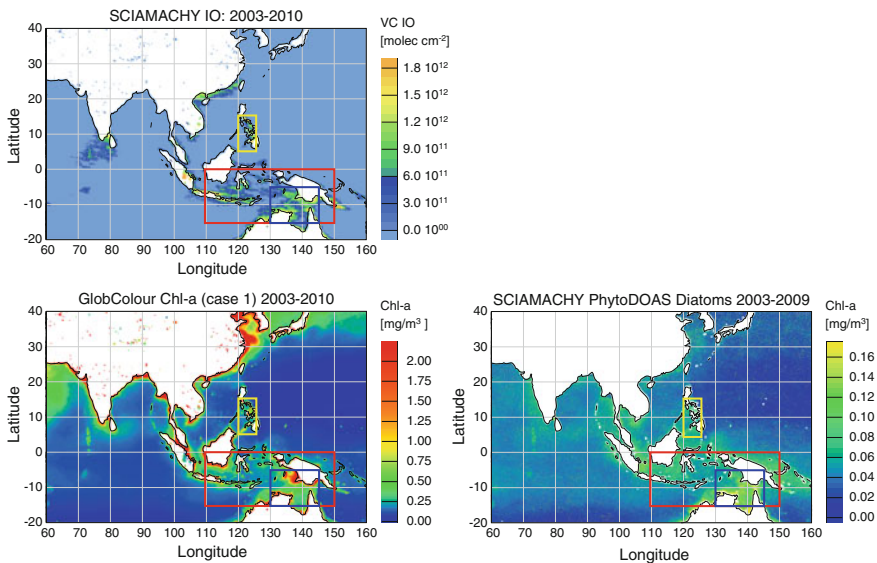 SCIAMACHY IO: 2003-2010
VC IO
[molec cm⁻²]
40
30
20
10
0
-10
-20
Latitude
60 70 80 90 100 110 120 130 140 150 160
Longitude
1.8 10¹²
1.5 10¹²
1.2 10¹²
9.0 10¹¹
6.0 10¹¹
3.0 10¹¹
0.0 10⁰⁰
GlobColour Chl-a (case 1) 2003-2010
Chl-a
[mg/m³ ]
40
30
20
10
0
-10
-20
Latitude
60 70 80 90 100 110 120 130 140 150 160
Longitude
2.00
1.75
1.50
1.25
1.00
0.75
0.50
0.25
0.00
SCIAMACHY PhytoDOAS Diatoms 2003-2009
Chl-a
[mg/m³]
40
30
20
10
0
-10
-20
Latitude
60 70 80 90 100 110 120 130 140 150 160
Longitude
0.16
0.14
0.12
0.10
0.08
0.06
0.04
0.02
0.00